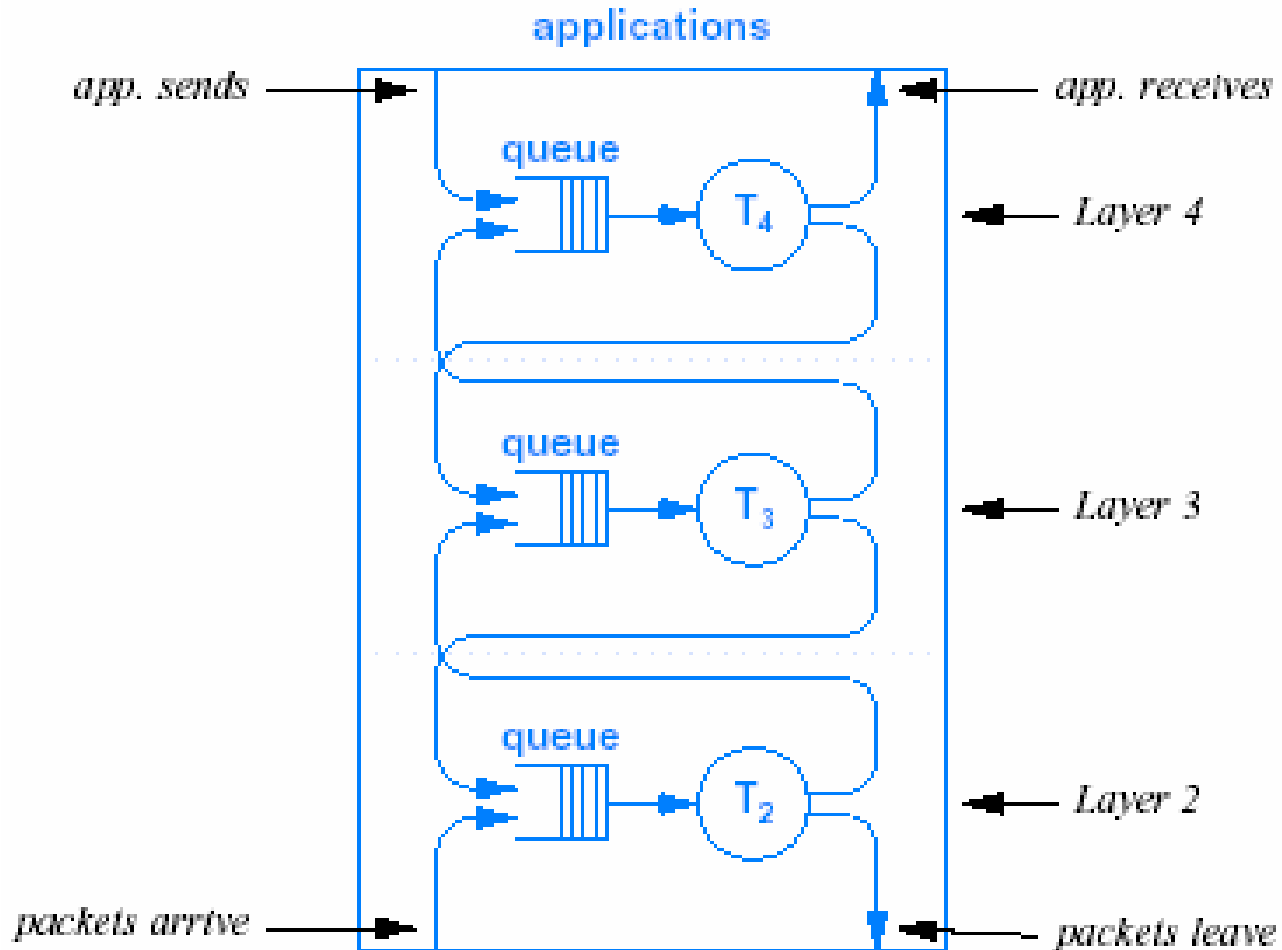 applications
app. sends
app. receives
queue
T4
Layer 4
queue
T3
Layer 3
queue
T2
Layer 2
packets arrive
packets leave